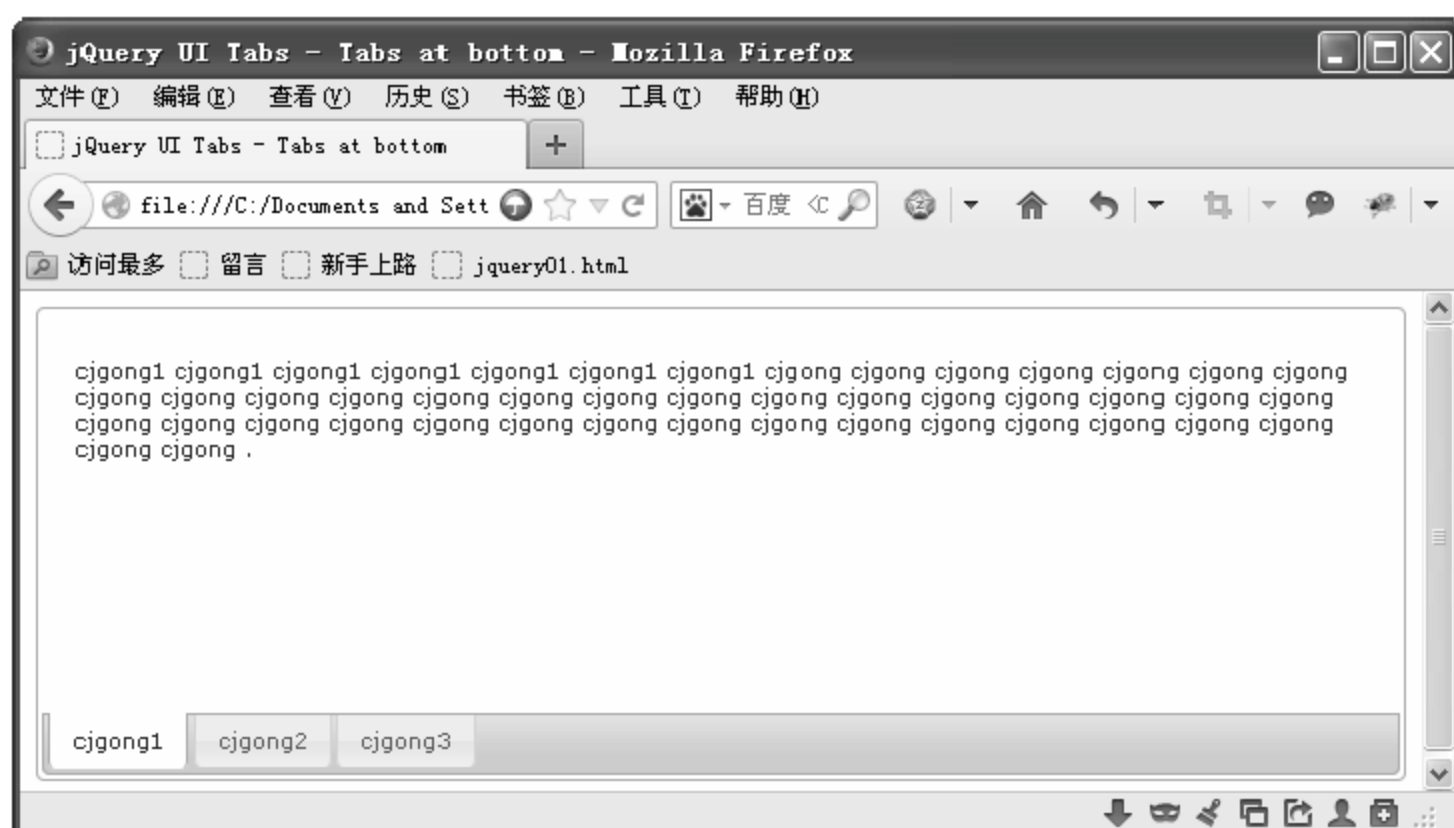 jQuery UI Tabs - Tabs at bottom - Mozilla Firefox
文件(F) 编辑(E) 查看(V) 历史(S) 书签(B) 工具(T) 帮助(H)
jQuery UI Tabs - Tabs at bottom +
file:///C:/Documents and Sett 百度
访问最多 留言 新手上路 jquery01.html
cjgong1 cjgong1 cjgong1 cjgong1 cjgong1 cjgong1 cjgong1 cjgong cjgong cjgong cjgong cjgong cjgong cjgong
cjgong cjgong cjgong cjgong cjgong cjgong cjgong cjgong cjgong cjgong cjgong cjgong cjgong cjgong cjgong
cjgong cjgong cjgong cjgong cjgong cjgong cjgong cjgong cjgong cjgong cjgong cjgong cjgong cjgong cjgong
cjgong cjgong .
cjgong1 cjgong2 cjgong3